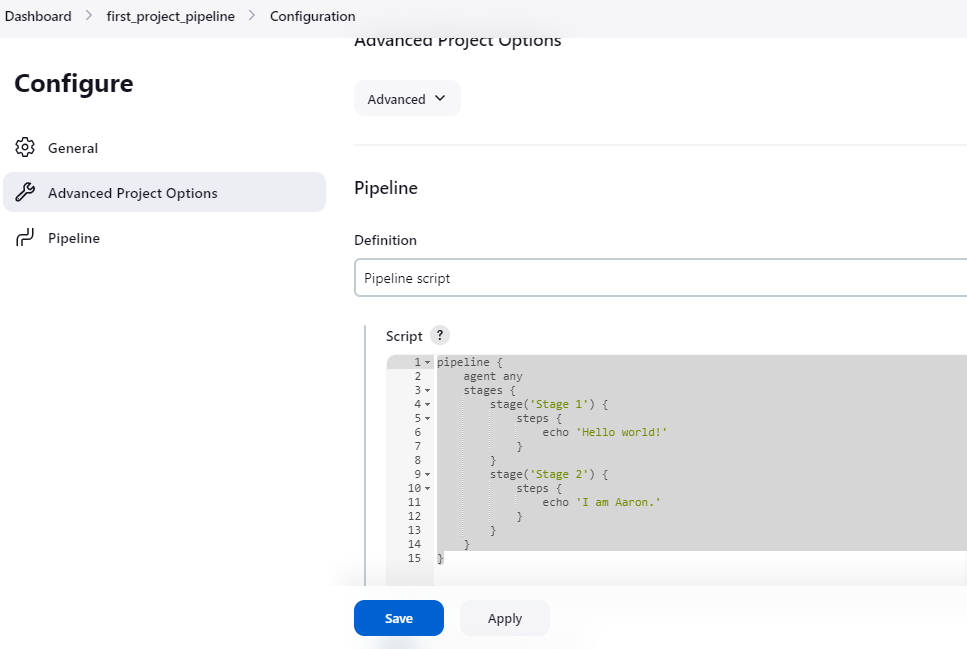 Dashboard > first_project_pipeline > Configuration
Advanced Project Options
Configure
Advanced
General
Advanced Project Options
Pipeline
Pipeline
Definition
Pipeline script
Script ?
1 pipeline {
2     agent any
3     stages {
4         stage('Stage 1') {
5             steps {
6                 echo 'Hello world!'
7             }
8         }
9         stage('Stage 2') {
10             steps {
11                 echo 'I am Aaron.'
12             }
13         }
14     }
15 }
Save
Apply